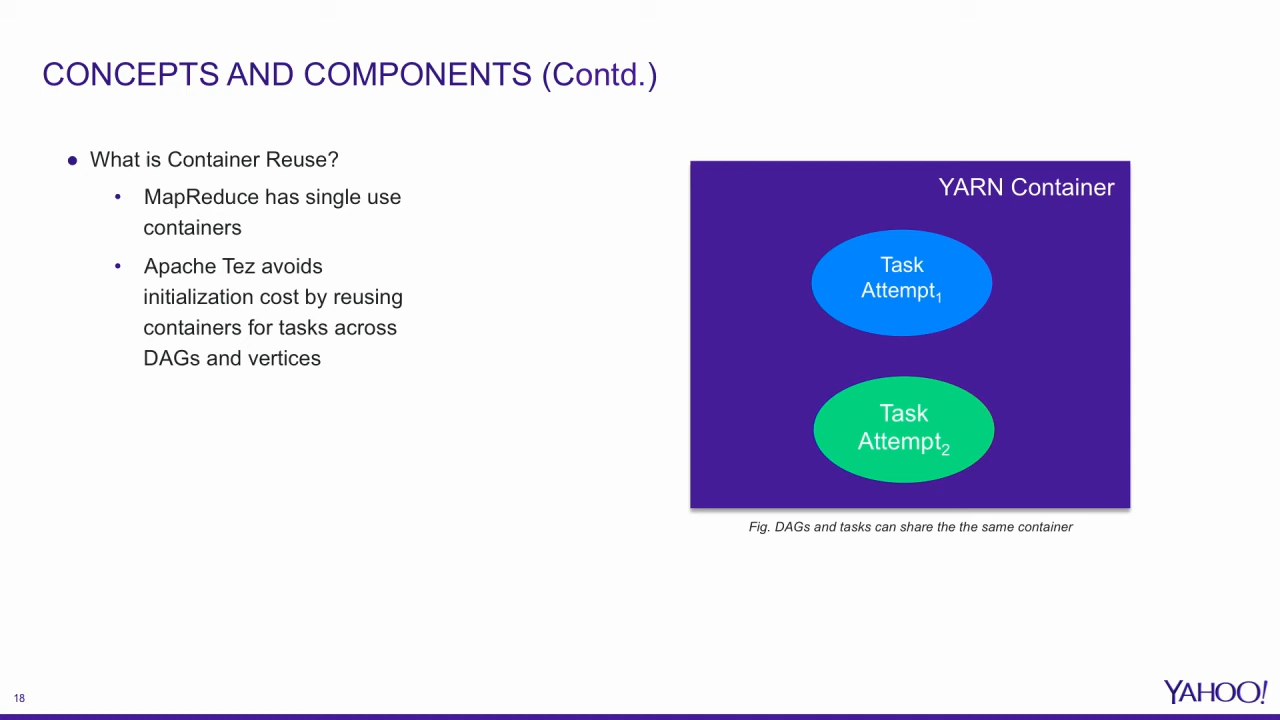 CONCEPTS AND COMPONENTS (Contd.)
● What is Container Reuse?
• MapReduce has single use
containers
• Apache Tez avoids
initialization cost by reusing
containers for tasks across
DAGs and vertices
YARN Container
Task
Attempt1
Task
Attempt2
Fig. DAGs and tasks can share the the same container
18
YAHOO!